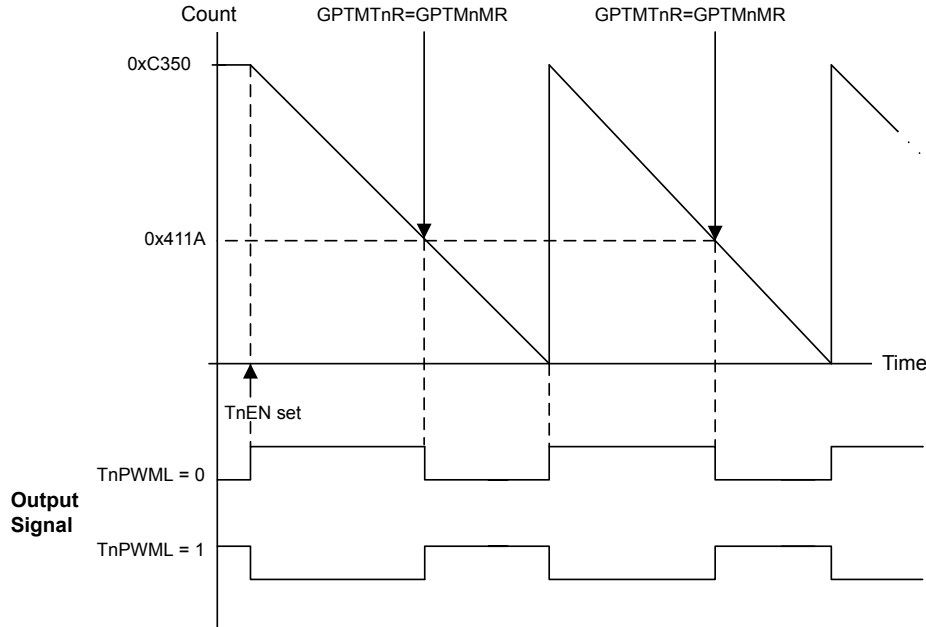 Count
GPTMTnR=GPTMnMR
GPTMTnR=GPTMnMR
0xC350
0x411A
Time
TnEN set
TnPWML = 0
Output
Signal
TnPWML = 1